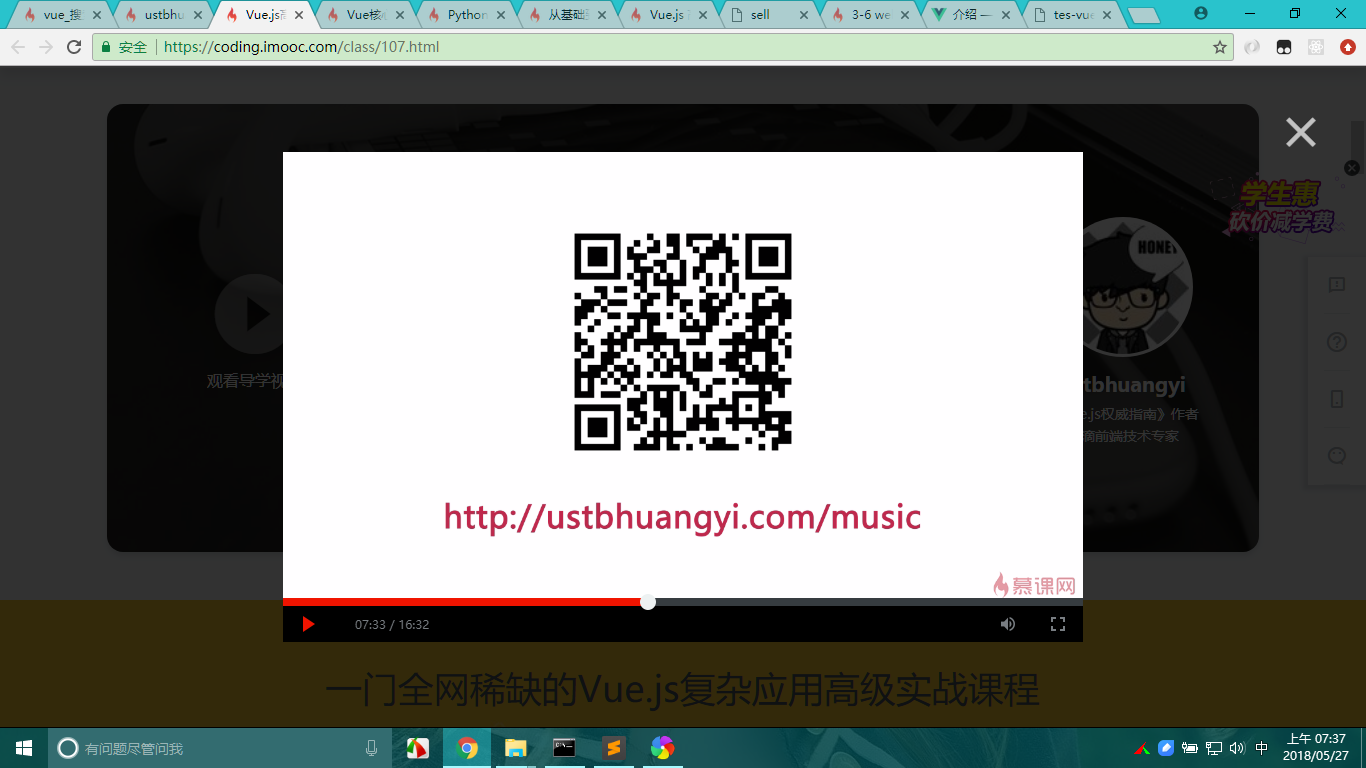 vue_搜
ustbhu
Vue.js高
Vue核心
Python
从基础到
Vue.js
sell
3-6 we
介绍 —
tes-vue
安全
https://coding.imooc.com/class/107.html
学生惠
砍价减学费
HONEY
观看导学视
tbhuangyi
e.js权威指南》作者
滴前端技术专家
http://ustbhuangyi.com/music
慕课网
07:33 / 16:32
一门全网稀缺的Vue.js复杂应用高级实战课程
有问题尽管问我
中
上午 07:37
2018/05/27